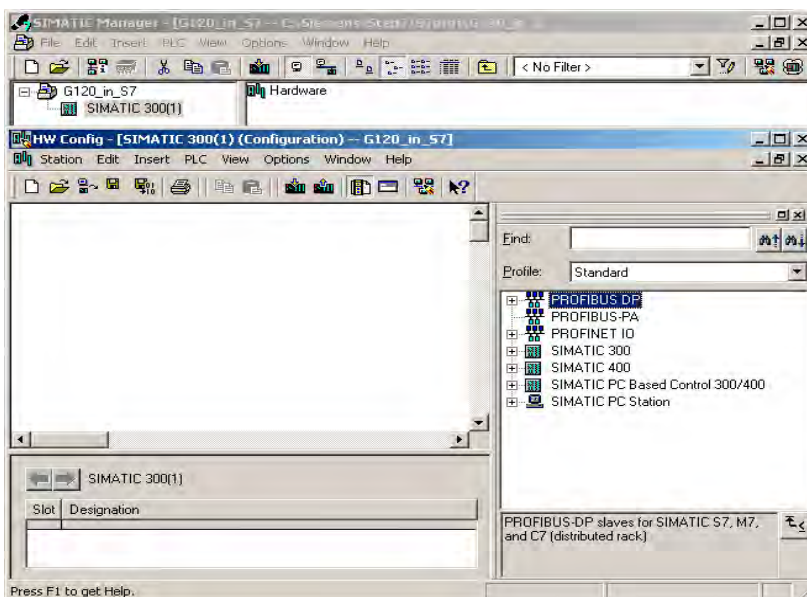 SIMATIC Manager - [G120_in_S7 -- C:\Siemens\Step7\S7proj\G120_in_
File Edit Insert PLC View Options Window Help
< No Filter >
G120_in_S7
Hardware
SIMATIC 300(1)
HW Config - [SIMATIC 300(1) (Configuration) -- G120_in_S7]
Station Edit Insert PLC View Options Window Help
Find:
Profile: Standard
PROFIBUS DP
PROFIBUS-PA
PROFINET IO
SIMATIC 300
SIMATIC 400
SIMATIC PC Based Control 300/400
SIMATIC PC Station
SIMATIC 300(1)
Slot Designation
PROFIBUS-DP slaves for SIMATIC S7, M7,
and C7 (distributed rack)
Press F1 to get Help.